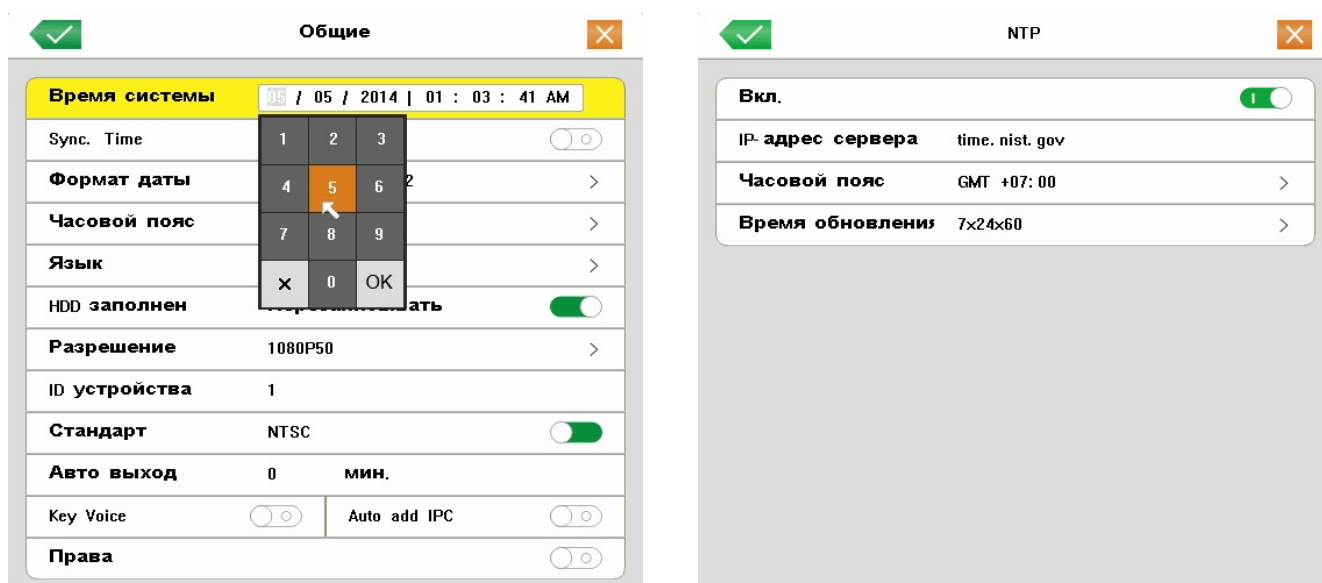 Общие
Время системы 05 / 05 / 2014 | 01 : 03 : 41 AM
Sync. Time
1 2 3
Формат даты
4 5 6 2
Часовой пояс
7 8 9
Язык
× 0 OK
HDD заполнен
Разрешение 1080P50
ID устройства 1
Стандарт NTSC
Авто выход 0 мин.
Key Voice Auto add IPC
Права
NTP
Вкл.
IP-адрес сервера time.nist.gov
Часовой пояс GMT +07:00
Время обновления 7x24x60